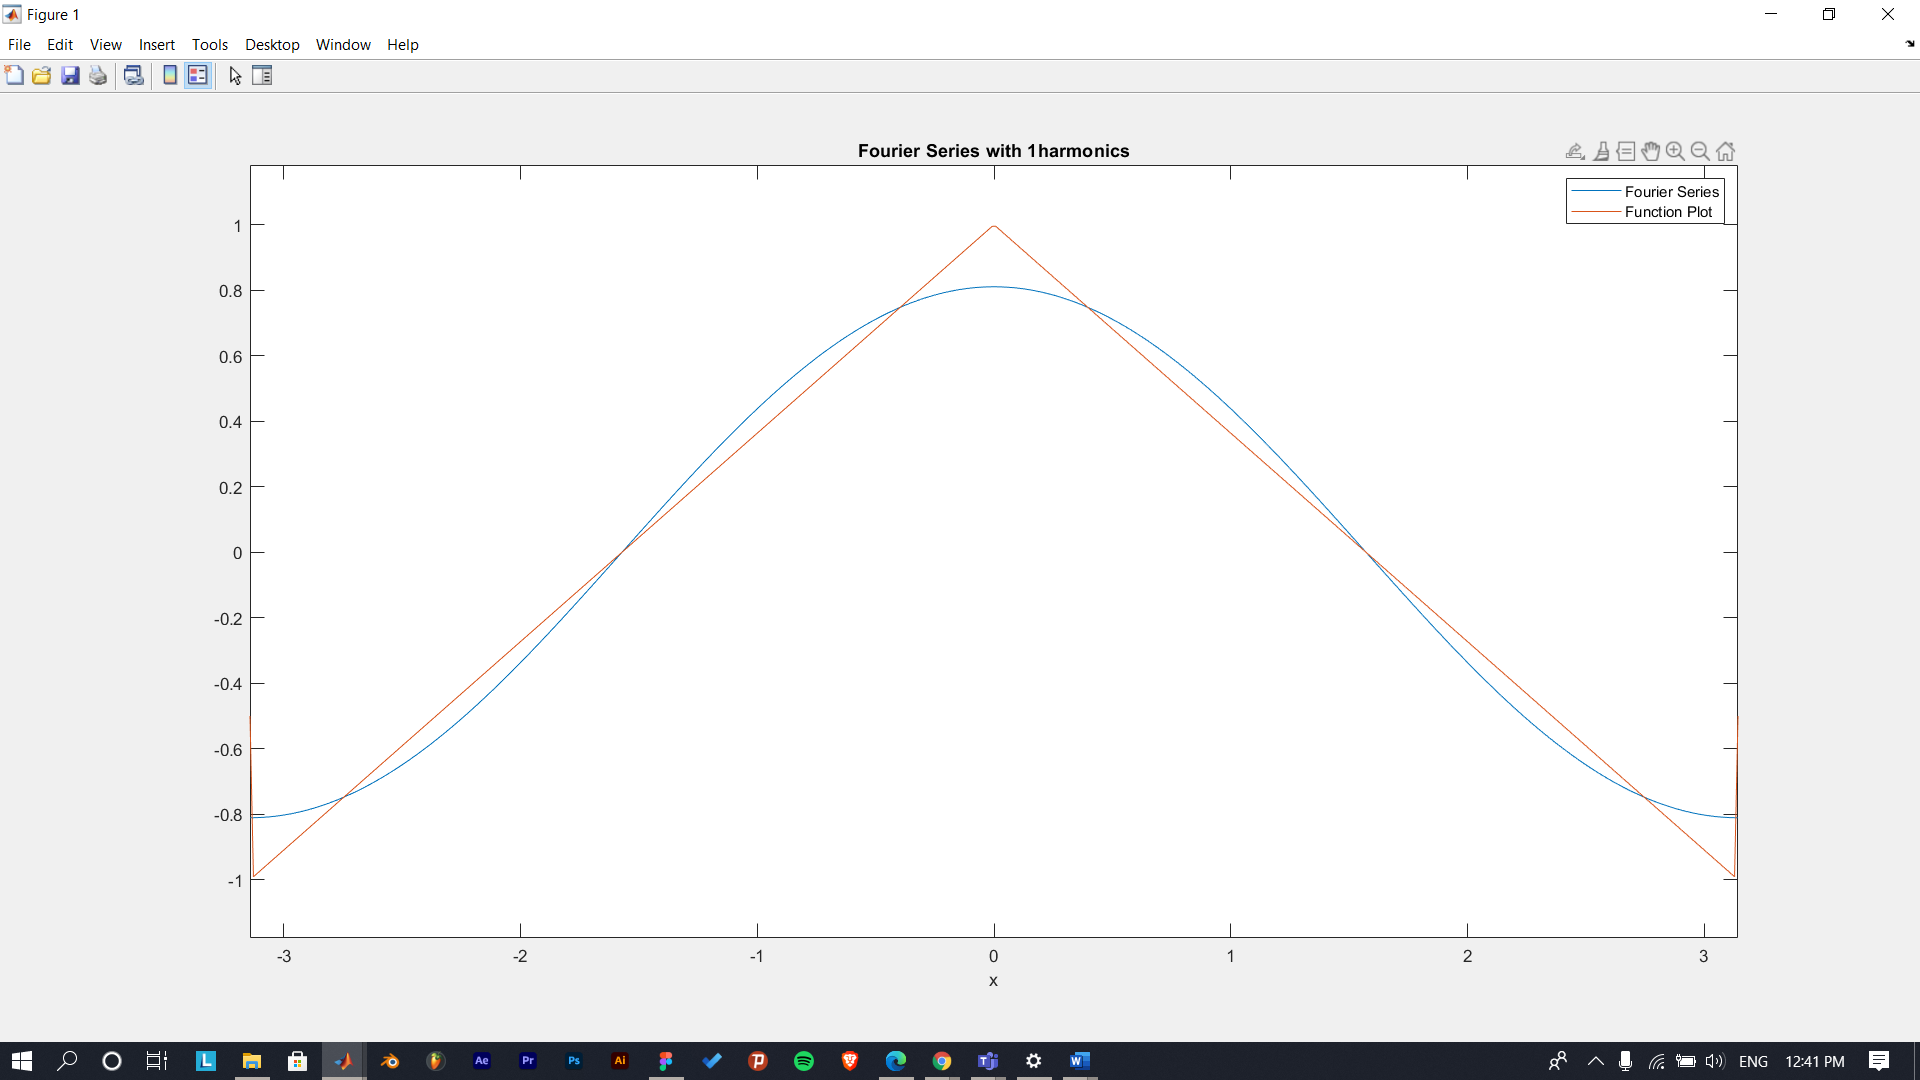 Figure 1
File Edit View Insert Tools Desktop Window Help
Fourier Series with 1harmonics
Fourier Series
Function Plot
1
0.8
0.6
0.4
0.2
0
-0.2
-0.4
-0.6
-0.8
-1
-3 -2 -1 0 1 2 3
x
L Ae Pr Ps Ai W ENG 12:41 PM